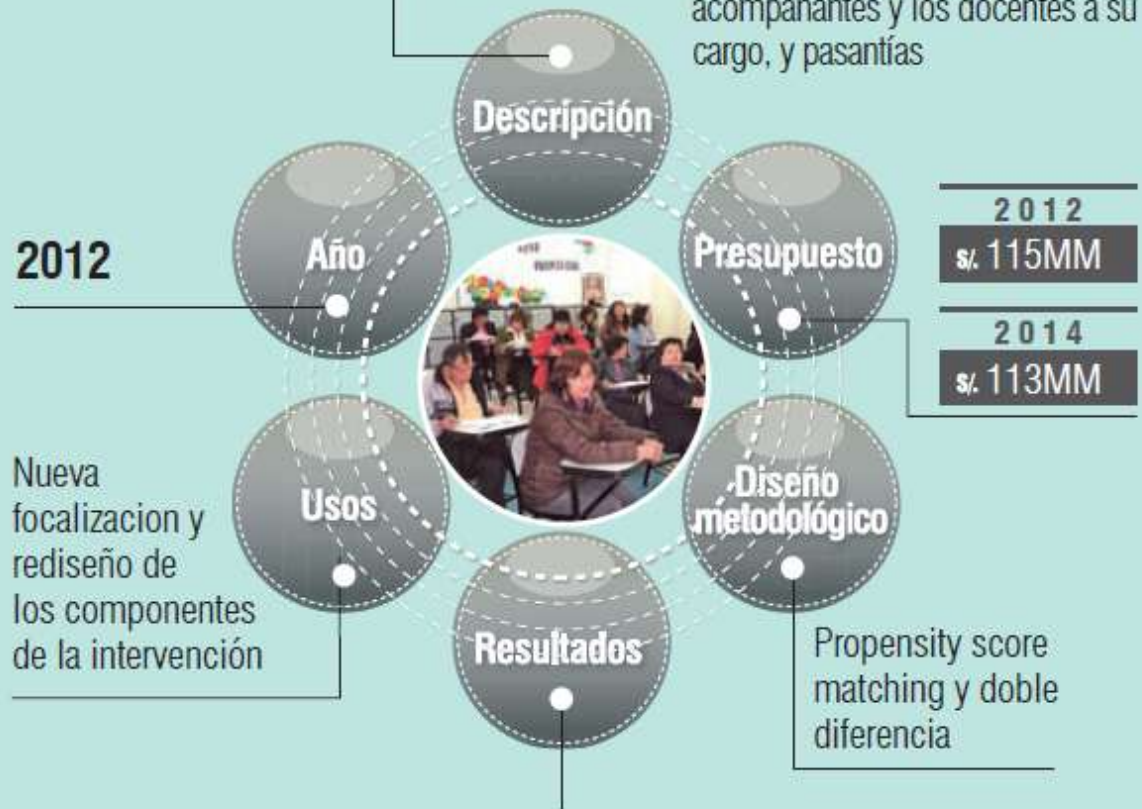 acompañantes y los docentes a su
cargo, y pasantías
Descripción
Año
2012
Presupuesto
2012
s/. 115MM
2014
s/. 113MM
Usos
Nueva
focalizacion y
rediseño de
los componentes
de la intervención
Diseño
metodológico
Propensity score
matching y doble
diferencia
Resultados